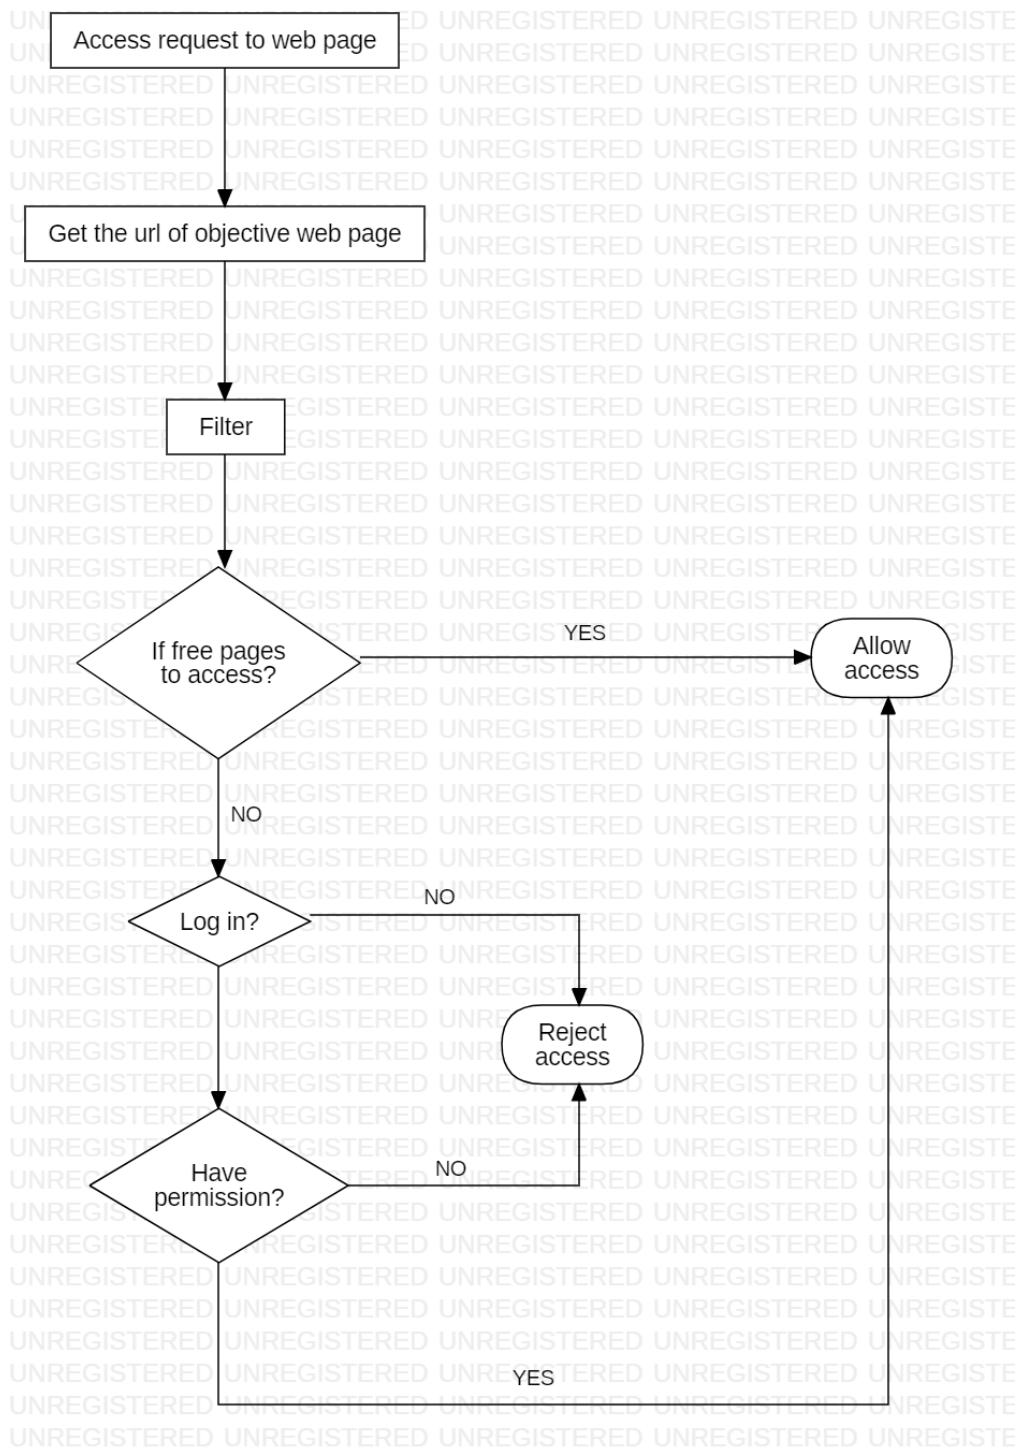 Access request to web page
Get the url of objective web page
Filter
If free pages
to access?
YES
Allow
access
NO
Log in?
NO
Reject
access
Have
permission?
NO
YES
UNREGISTERED